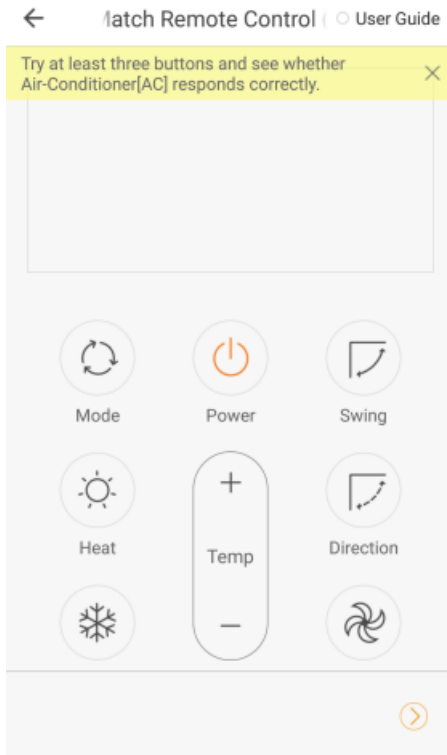 Match Remote Control
User Guide
Try at least three buttons and see whether
Air-Conditioner[AC] responds correctly.
Mode
Power
Swing
Heat
+
Temp
−
Direction